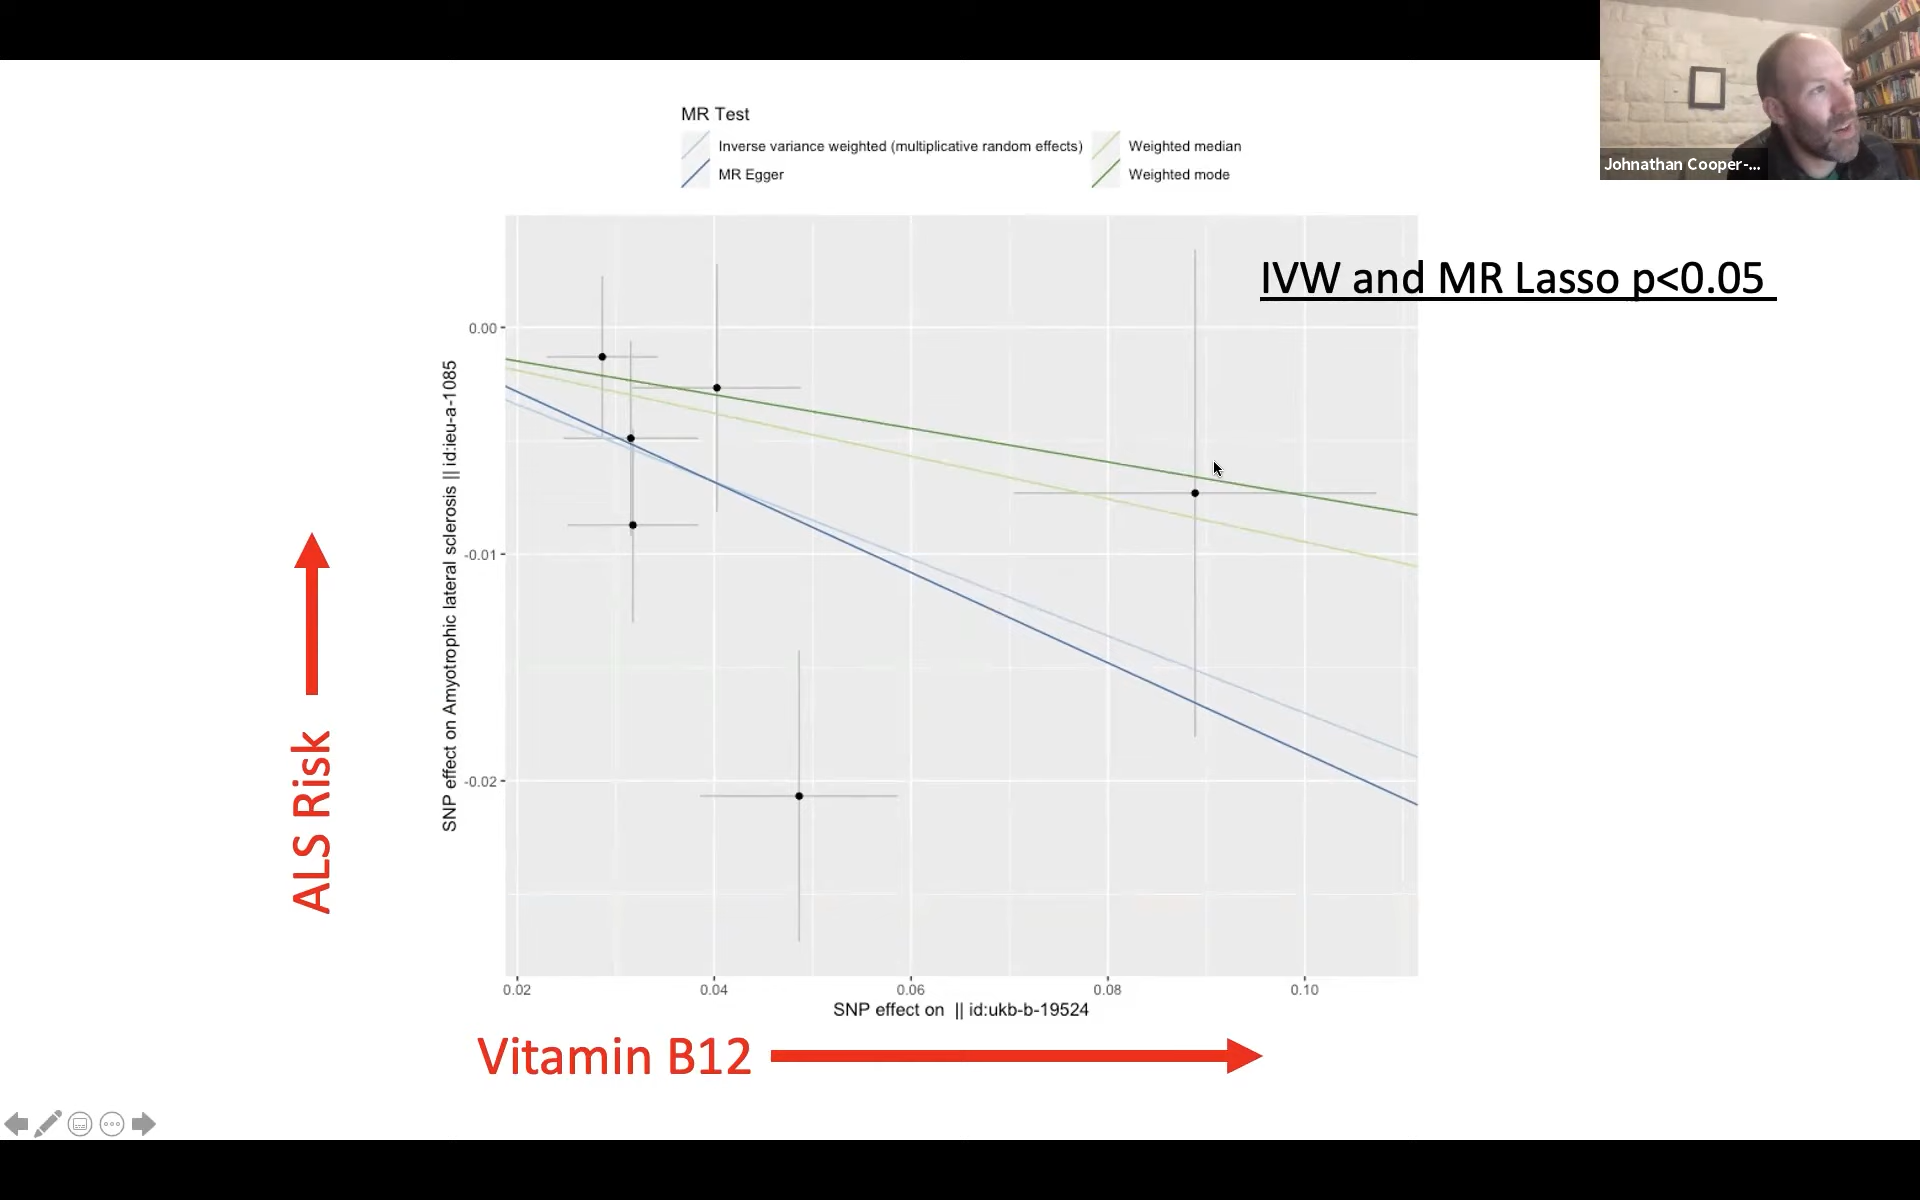 Johnathan Cooper-...
MR Test
Inverse variance weighted (multiplicative random effects)
Weighted median
MR Egger
Weighted mode
IVW and MR Lasso p<0.05
0.00
-0.01
-0.02
SNP effect on Amyotrophic lateral sclerosis || id:ieu-a-1085
ALS Risk
0.02
0.04
0.06
0.08
0.10
SNP effect on || id:ukb-b-19524
Vitamin B12